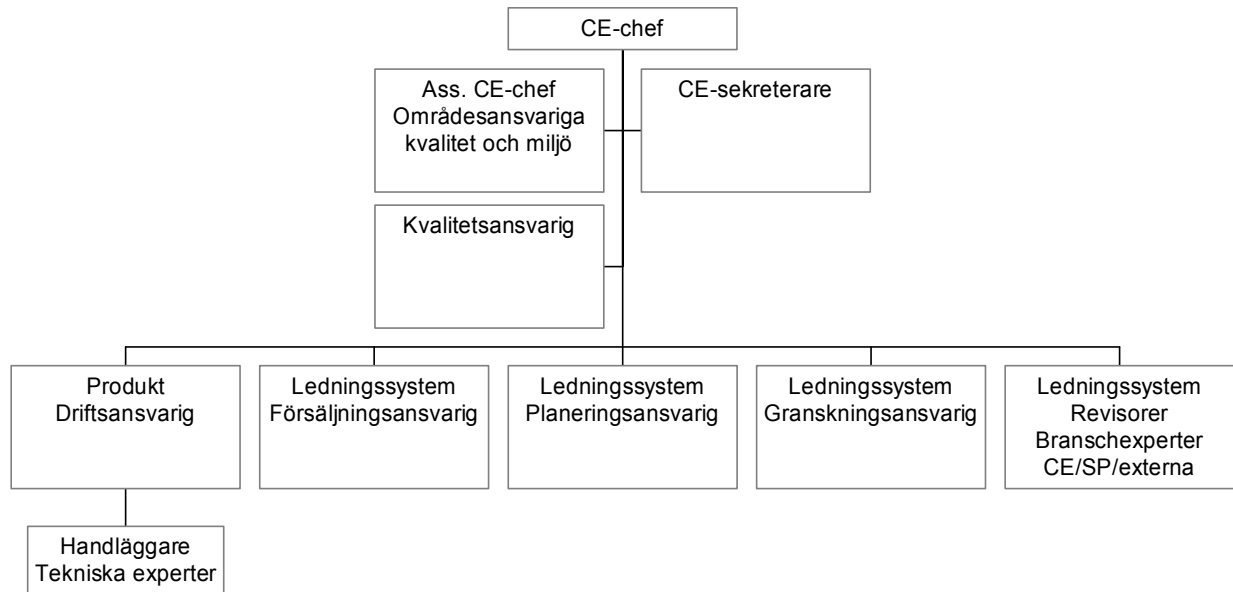 CE-chef
Ass. CE-chef
Områdesansvariga
kvalitet och miljö
CE-sekreterare
Kvalitetsansvarig
Produkt
Driftsansvarig
Ledningssystem
Försäljningsansvarig
Ledningssystem
Planeringsansvarig
Ledningssystem
Granskningsansvarig
Ledningssystem
Revisorer
Branschexperter
CE/SP/externa
Handläggare
Tekniska experter